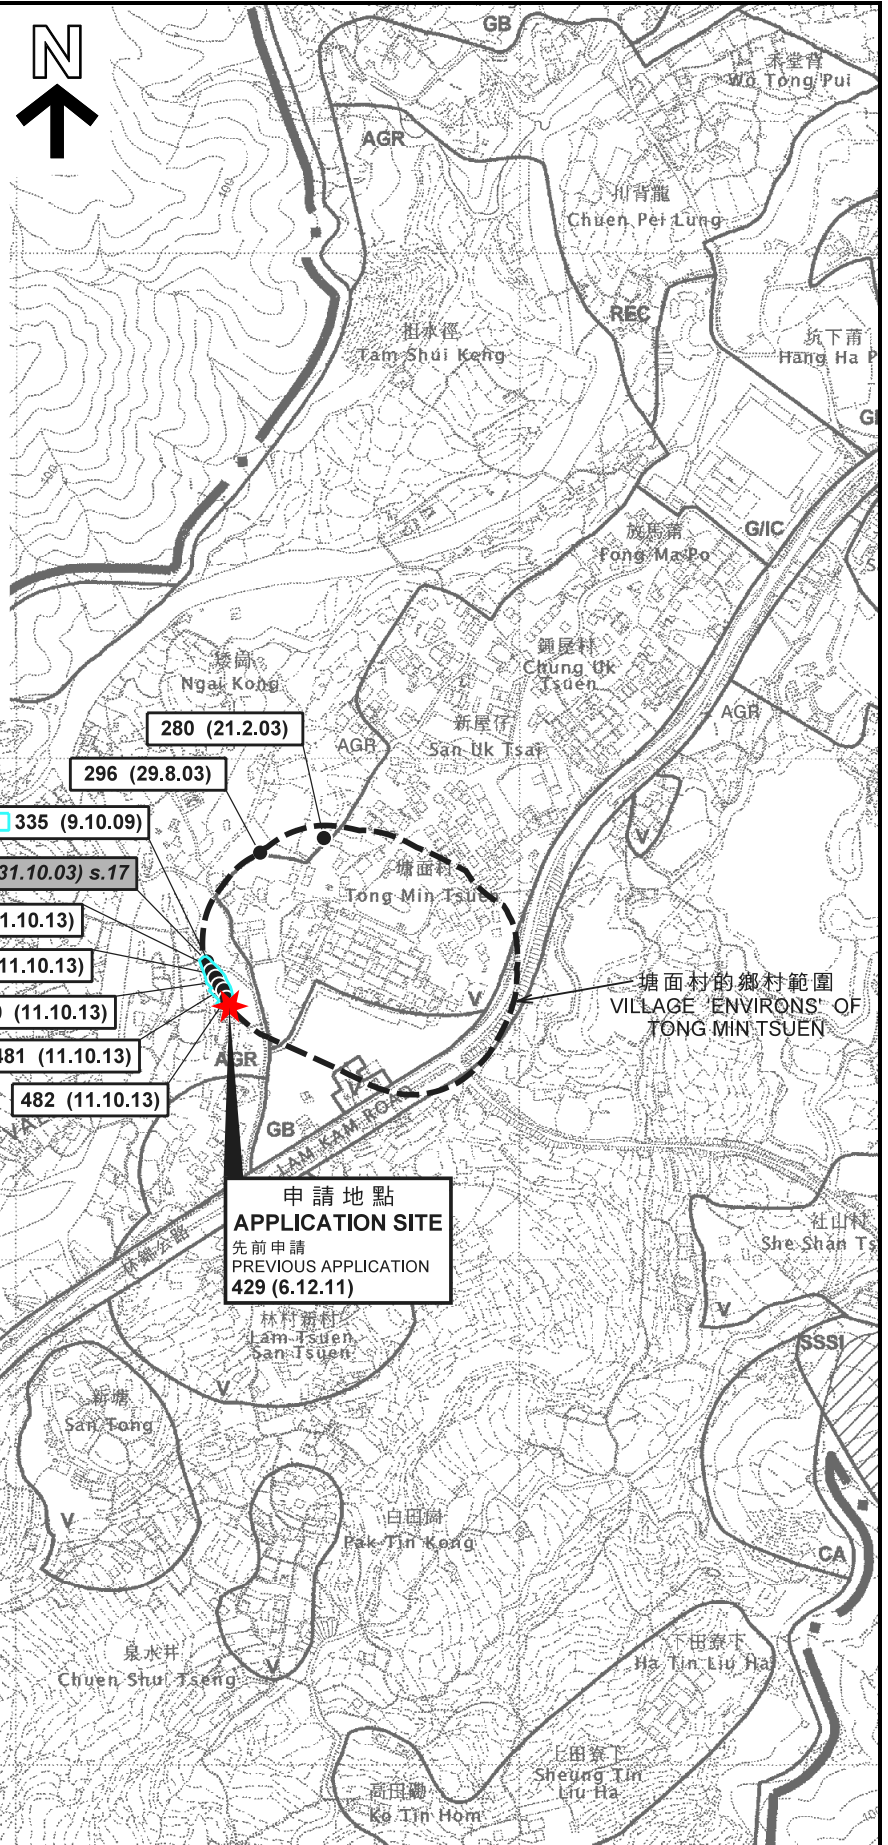 N
GB
禾堂背
Wo Tong Pui
AGR
川背龍
Chuen Pei Lung
REC
担水徑
Tam Shui Keng
坑下莆
Hang Ha P
100
100
放馬莆
Fong Ma Po
G/IC
鍾屋村
Chung Uk
Tsuen
矮崗
Ngai Kong
新屋仔
San Uk Tsai
AGR
AGR
280 (21.2.03)
296 (29.8.03)
335 (9.10.09)
31.10.03) s.17
1.10.13)
11.10.13)
(11.10.13)
481 (11.10.13)
482 (11.10.13)
V
塘面村
Tong Min Tsue
V
塘面村的鄉村範圍
VILLAGE 'ENVIRONS' OF
TONG MIN TSUEN
AGR
GB
LAM KAM ROAD
林錦公路
申請地點
APPLICATION SITE
先前申請
PREVIOUS APPLICATION
429 (6.12.11)
社山村
She Shan Ts
V
SSSI
林村新村
Lam Tsuen
San Tsuen
V
新塘
San Tong
V
白田崗
Pak Tin Kong
CA
泉水井
Chuen Shui Tseng
V
下田寮下
Ha Tin Liu Ha
上田寮下
Sheung Tin
Liu Ha
高田磡
Ko Tin Hom